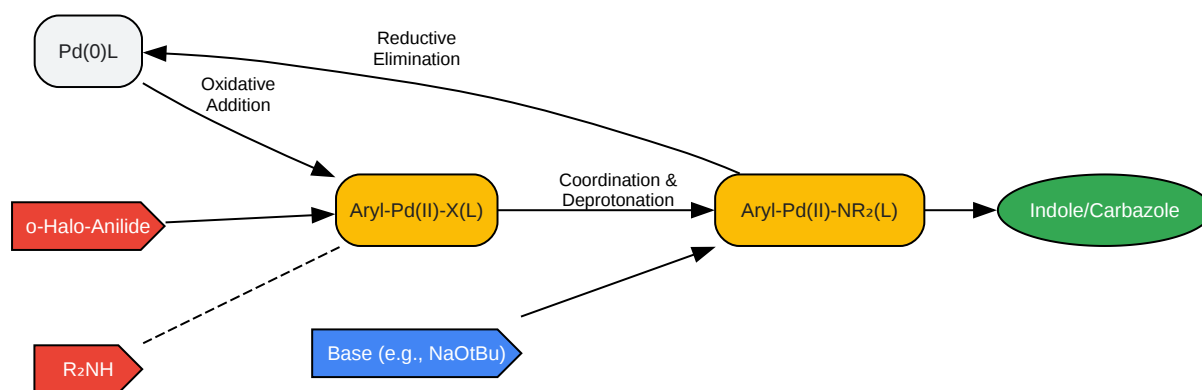 Pd(0)L
Reductive
Elimination
Oxidative
Addition
o-Halo-Anilide
Aryl-Pd(II)-X(L)
Coordination &
Deprotonation
Aryl-Pd(II)-NR₂(L)
Indole/Carbazole
R₂NH
Base (e.g., NaOtBu)